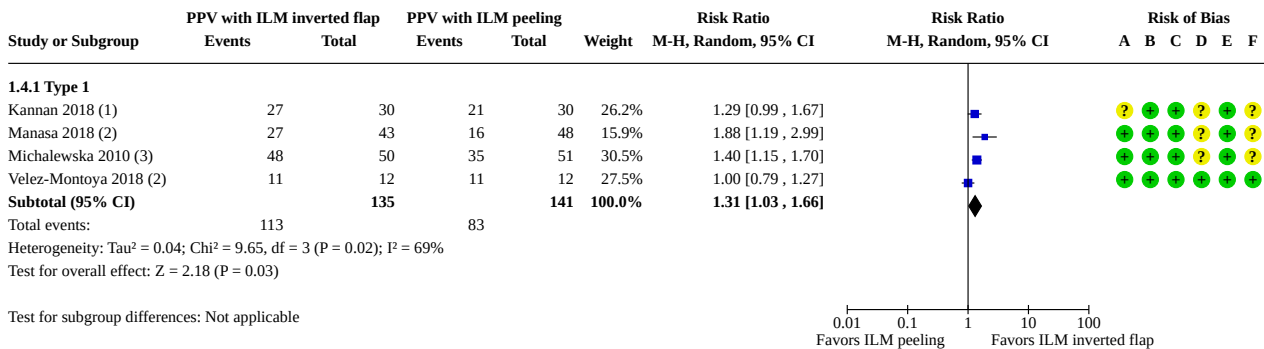 PPV with ILM inverted flap PPV with ILM peeling Risk Ratio Risk Ratio Risk of Bias
Study or Subgroup Events Total Events Total Weight M-H, Random, 95% CI M-H, Random, 95% CI A B C D E F
1.4.1 Type 1
Kannan 2018 (1) 27 30 21 30 26.2% 1.29 [0.99 , 1.67] ? + + ? + ?
Manasa 2018 (2) 27 43 16 48 15.9% 1.88 [1.19 , 2.99] + + + ? + ?
Michalewska 2010 (3) 48 50 35 51 30.5% 1.40 [1.15 , 1.70] + + + ? + ?
Velez-Montoya 2018 (2) 11 12 11 12 27.5% 1.00 [0.79 , 1.27] + + + + + +
Subtotal (95% CI) 135 141 100.0% 1.31 [1.03 , 1.66]
Total events: 113 83
Heterogeneity: Tau² = 0.04; Chi² = 9.65, df = 3 (P = 0.02); I² = 69%
Test for overall effect: Z = 2.18 (P = 0.03)
Test for subgroup differences: Not applicable
0.01 0.1 1 10 100
Favors ILM peeling Favors ILM inverted flap